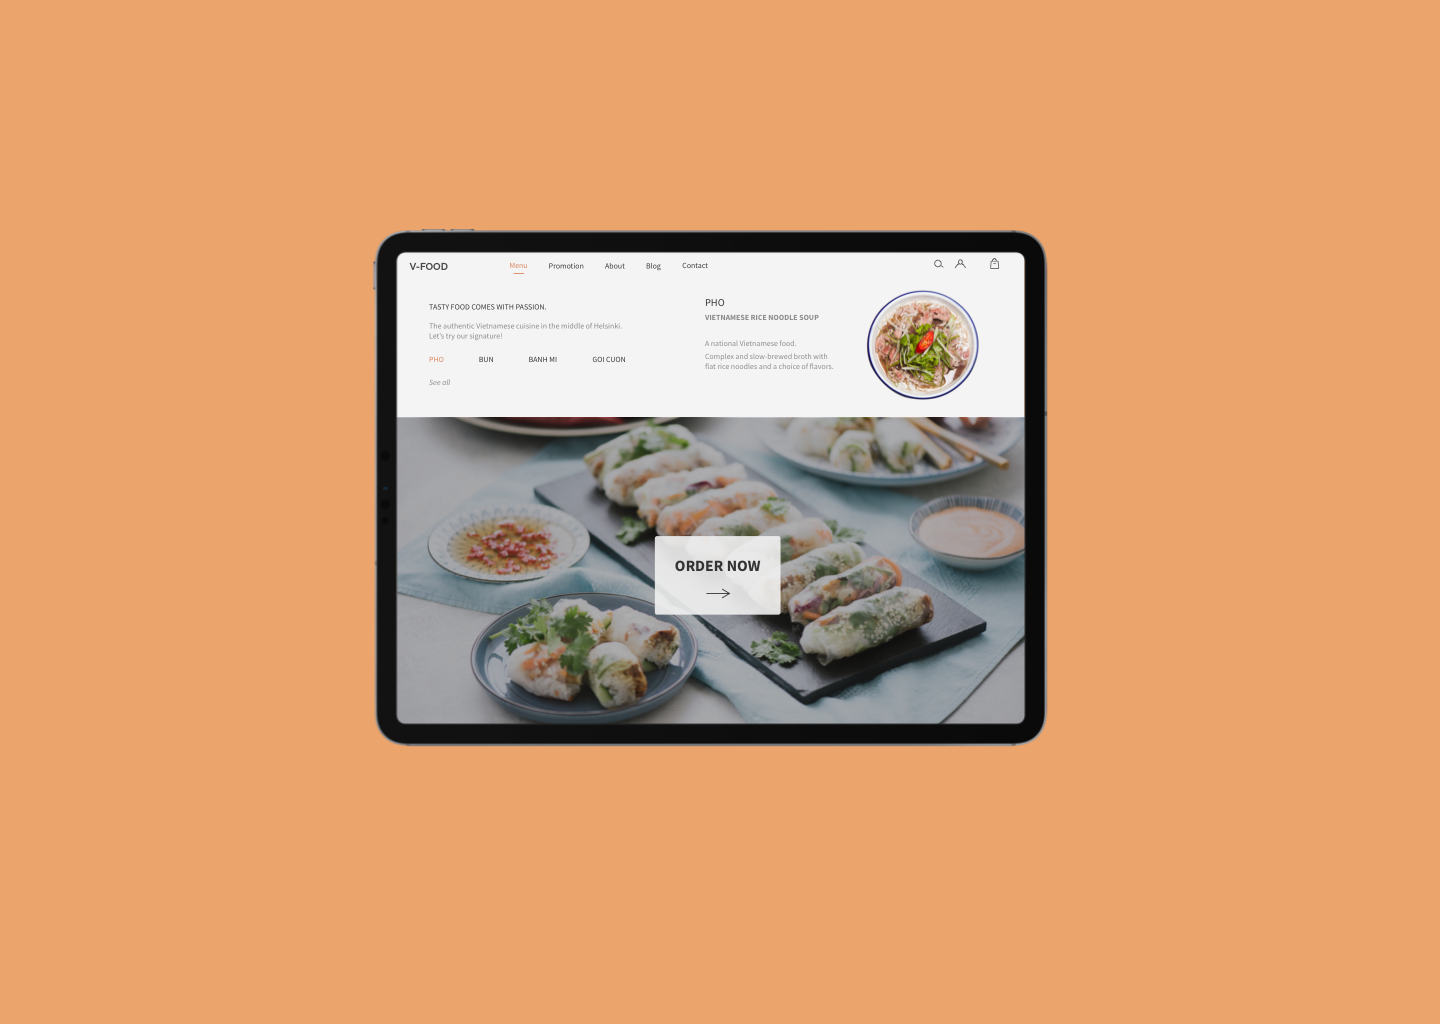 V-FOOD
Menu Promotion About Blog Contact
TASTY FOOD COMES WITH PASSION.
The authentic Vietnamese cuisine in the middle of Helsinki.
Let's try our signature!
PHO BUN BANH MI GOI CUON
See all
PHO
VIETNAMESE RICE NOODLE SOUP
A national Vietnamese food.
Complex and slow-brewed broth with
flat rice noodles and a choice of flavors.
ORDER NOW